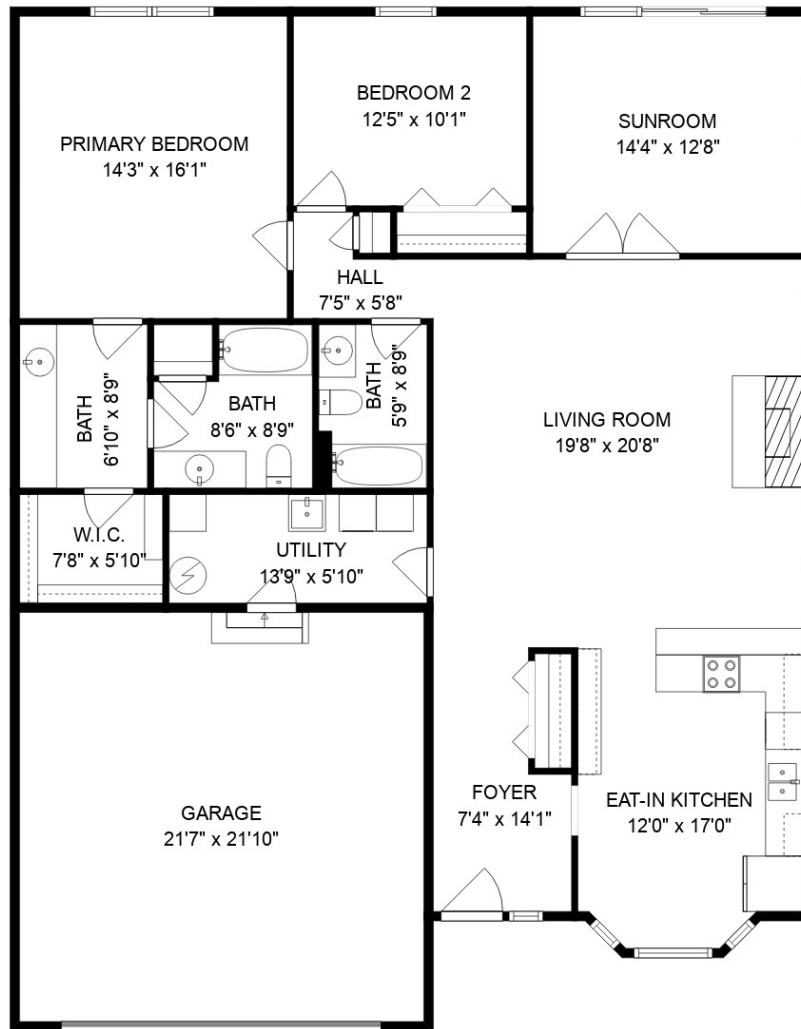 PRIMARY BEDROOM
14'3" x 16'1"
BEDROOM 2
12'5" x 10'1"
SUNROOM
14'4" x 12'8"
HALL
7'5" x 5'8"
BATH
6'10" x 8'9"
BATH
8'6" x 8'9"
BATH
5'9" x 8'9"
LIVING ROOM
19'8" x 20'8"
W.I.C.
7'8" x 5'10"
UTILITY
13'9" x 5'10"
GARAGE
21'7" x 21'10"
FOYER
7'4" x 14'1"
EAT-IN KITCHEN
12'0" x 17'0"